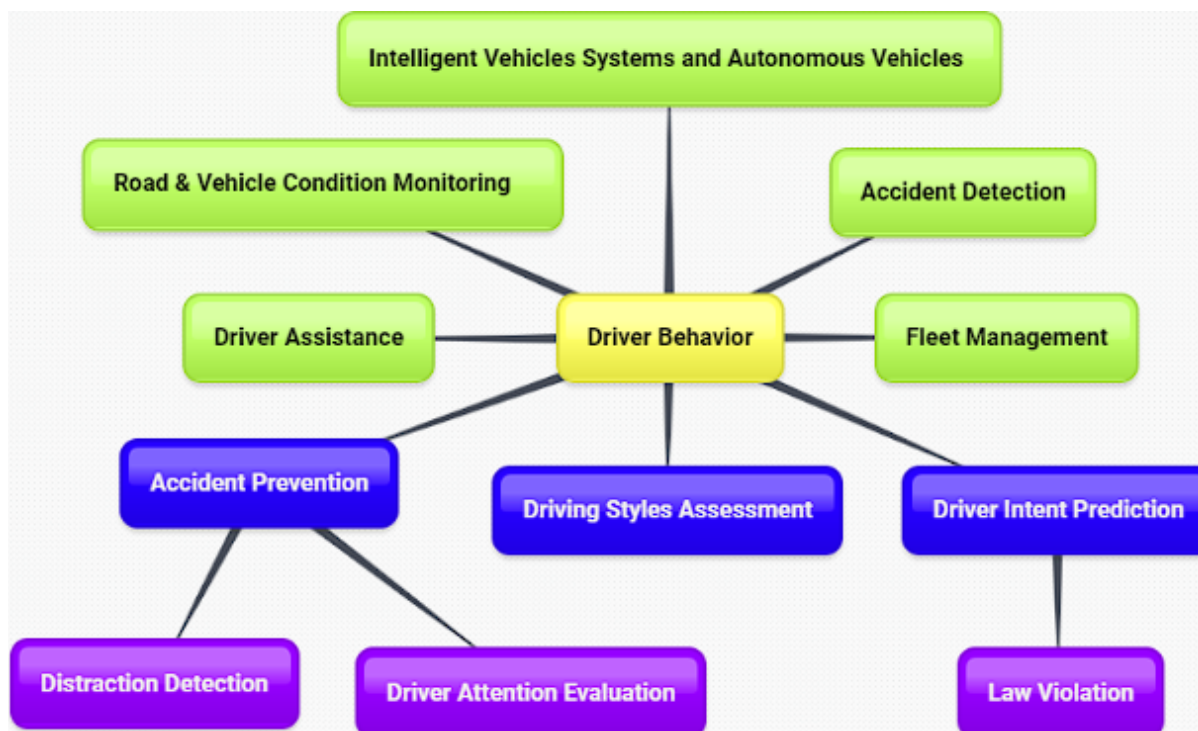 Intelligent Vehicles Systems and Autonomous Vehicles
Road & Vehicle Condition Monitoring
Accident Detection
Driver Assistance
Driver Behavior
Fleet Management
Accident Prevention
Driving Styles Assessment
Driver Intent Prediction
Distraction Detection
Driver Attention Evaluation
Law Violation